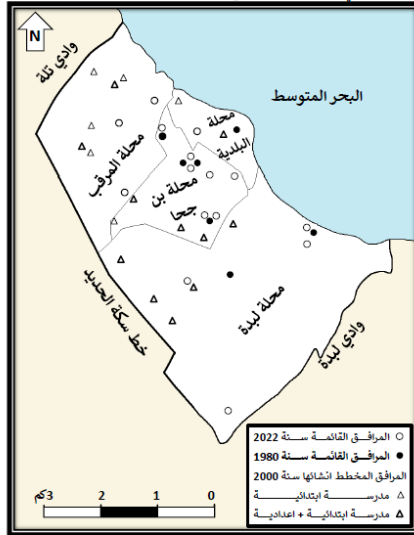 N
وادي تلة
البحر المتوسط
محلة
البلدية
محلة المرقب
محلة بن
جحا
محلة لبدة
خط سكة الحديد
وادي لبدة
المرافق القائمة سنة 2022
المرافق القائمة سنة 1980
المرافق المخطط انشائها سنة 2000
مدرسة ابتدائية
مدرسة ابتدائية + اعدادية
3كم 2 1 0